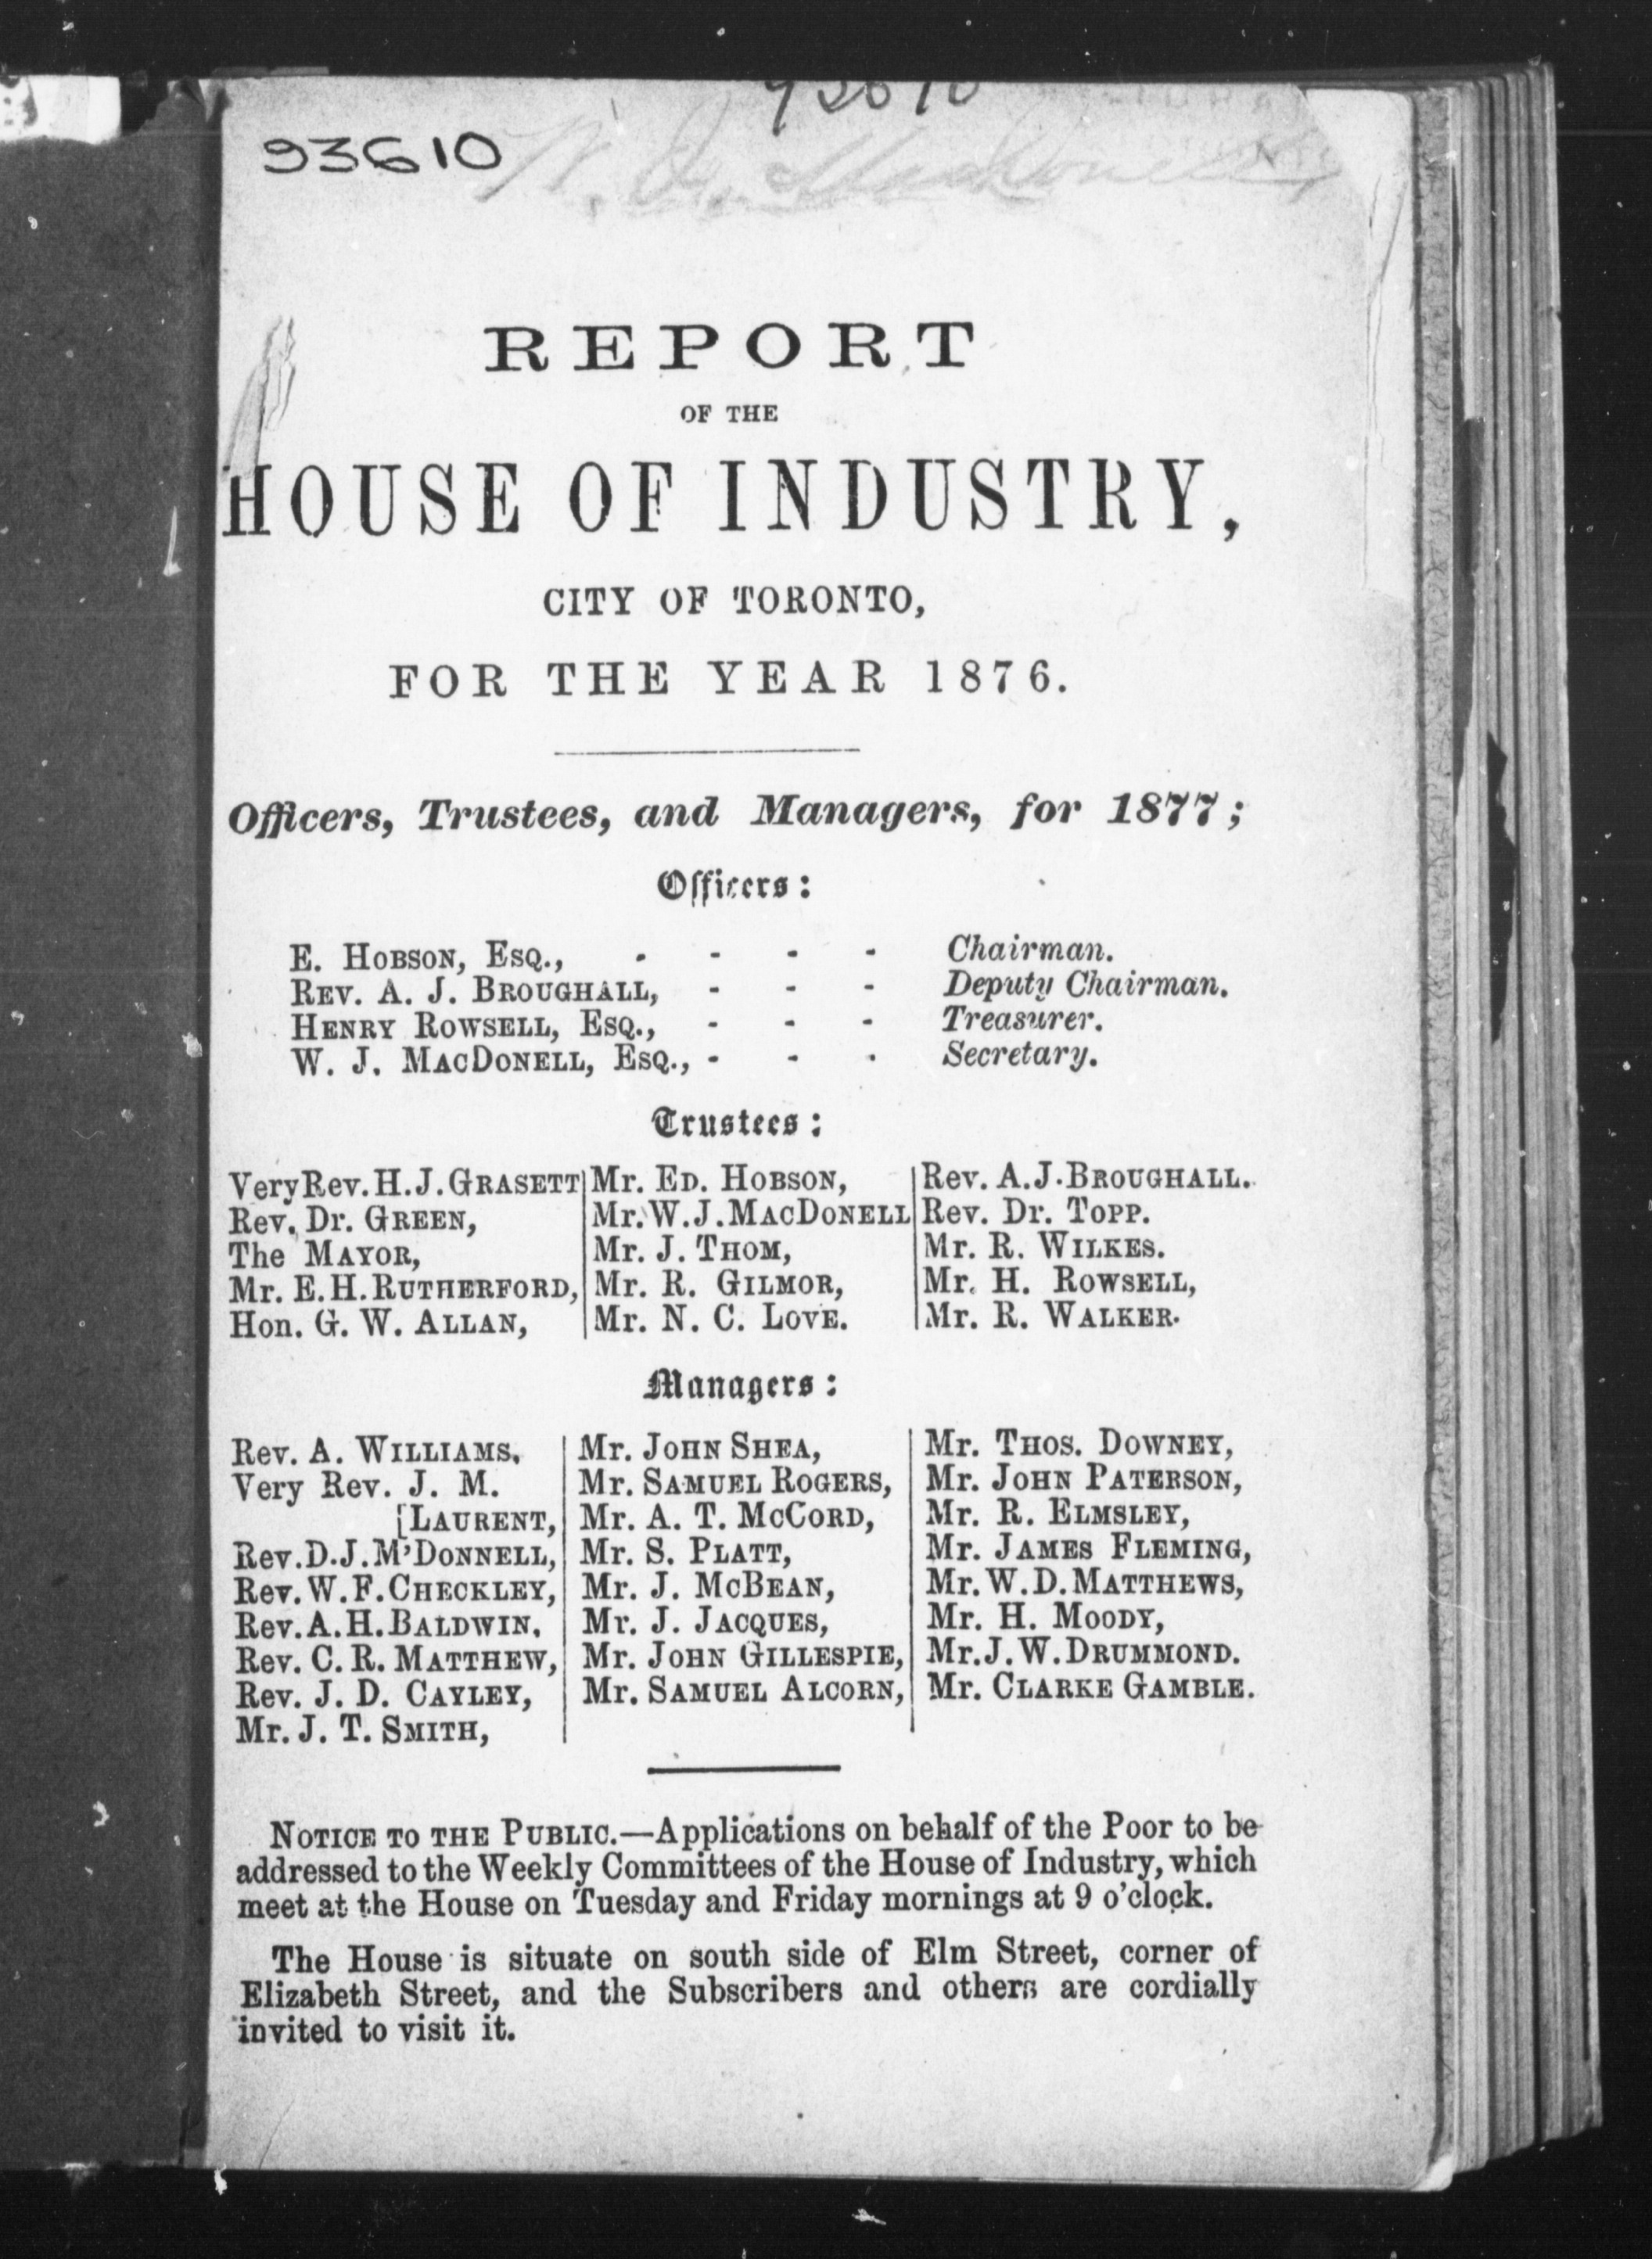 93610
REPORT
OF THE
HOUSE OF INDUSTRY,
CITY OF TORONTO,
FOR THE YEAR 1876.
Officers, Trustees, and Managers, for 1877;
Officers:
E. HOBSON, ESQ., - - - - Chairman.
REV. A. J. BROUGHALL, - - - Deputy Chairman.
HENRY ROWSELL, ESQ., - - - Treasurer.
W. J. MACDONELL, ESQ., - - - Secretary.
Trustees:
Very Rev. H. J. GRASETT
Rev. Dr. GREEN,
The MAYOR,
Mr. E. H. RUTHERFORD,
Hon. G. W. ALLAN,
Mr. ED. HOBSON,
Mr. W. J. MACDONELL
Mr. J. THOM,
Mr. R. GILMOR,
Mr. N. C. LOVE.
Rev. A. J. BROUGHALL.
Rev. Dr. TOPP.
Mr. R. WILKES.
Mr. H. ROWSELL,
Mr. R. WALKER.
Managers:
Rev. A. WILLIAMS,
Very Rev. J. M.
[LAURENT,
Rev. D. J. M'DONNELL,
Rev. W. F. CHECKLEY,
Rev. A. H. BALDWIN,
Rev. C. R. MATTHEW,
Rev. J. D. CAYLEY,
Mr. J. T. SMITH,
Mr. JOHN SHEA,
Mr. SAMUEL ROGERS,
Mr. A. T. MCCORD,
Mr. S. PLATT,
Mr. J. MCBEAN,
Mr. J. JACQUES,
Mr. JOHN GILLESPIE,
Mr. SAMUEL ALCORN,
Mr. THOS. DOWNEY,
Mr. JOHN PATERSON,
Mr. R. ELMSLEY,
Mr. JAMES FLEMING,
Mr. W. D. MATTHEWS,
Mr. H. MOODY,
Mr. J. W. DRUMMOND.
Mr. CLARKE GAMBLE.
NOTICE TO THE PUBLIC.—Applications on behalf of the Poor to be
addressed to the Weekly Committees of the House of Industry, which
meet at the House on Tuesday and Friday mornings at 9 o'clock.
The House is situate on south side of Elm Street, corner of
Elizabeth Street, and the Subscribers and others are cordially
invited to visit it.